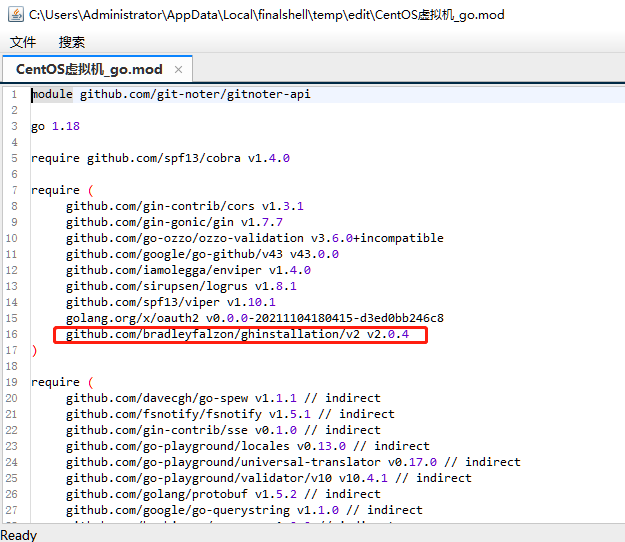 C:\Users\Administrator\AppData\Local\finalshell\temp\edit\CentOS虚拟机_go.mod
文件 搜索
CentOS虚拟机_go.mod ×
1 module github.com/git-noter/gitnoter-api
2
3 go 1.18
4
5 require github.com/spf13/cobra v1.4.0
6
7 require (
8 github.com/gin-contrib/cors v1.3.1
9 github.com/gin-gonic/gin v1.7.7
10 github.com/go-ozzo/ozzo-validation v3.6.0+incompatible
11 github.com/google/go-github/v43 v43.0.0
12 github.com/iamolegga/enviper v1.4.0
13 github.com/sirupsen/logrus v1.8.1
14 github.com/spf13/viper v1.10.1
15 golang.org/x/oauth2 v0.0.0-20211104180415-d3ed0bb246c8
16 github.com/bradleyfalzon/ghinstallation/v2 v2.0.4
17 )
18
19 require (
20 github.com/davecgh/go-spew v1.1.1 // indirect
21 github.com/fsnotify/fsnotify v1.5.1 // indirect
22 github.com/gin-contrib/sse v0.1.0 // indirect
23 github.com/go-playground/locales v0.13.0 // indirect
24 github.com/go-playground/universal-translator v0.17.0 // indirect
25 github.com/go-playground/validator/v10 v10.4.1 // indirect
26 github.com/golang/protobuf v1.5.2 // indirect
27 github.com/google/go-querystring v1.1.0 // indirect
Ready